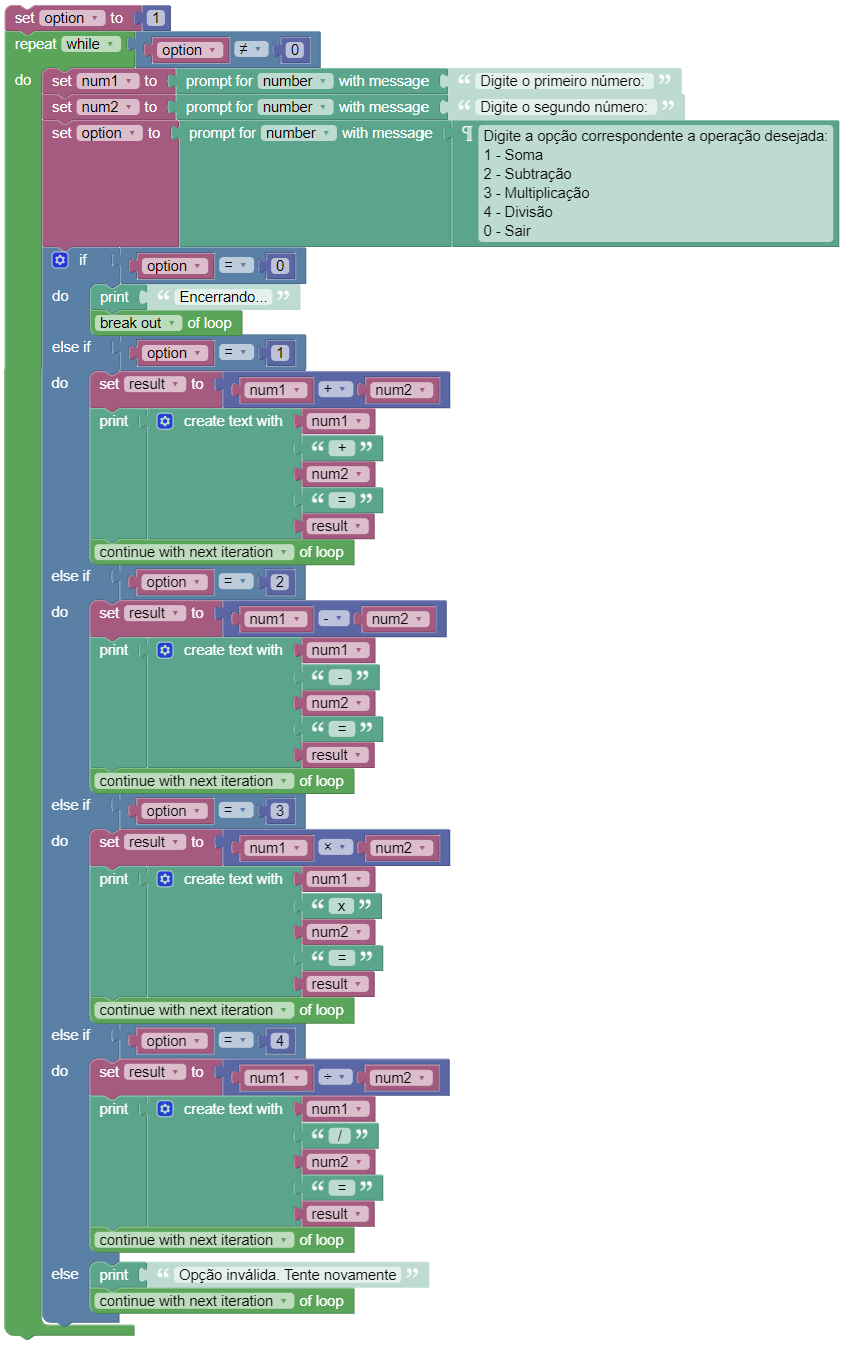 set option to 1
repeat while option ≠ 0
do set num1 to prompt for number with message “ Digite o primeiro número: ”
set num2 to prompt for number with message “ Digite o segundo número: ”
set option to prompt for number with message ¶ Digite a opção correspondente a operação desejada:
1 - Soma
2 - Subtração
3 - Multiplicação
4 - Divisão
0 - Sair
if option = 0
do print “ Encerrando... ”
break out of loop
else if option = 1
do set result to num1 + num2
print create text with num1
“ + ”
num2
“ = ”
result
continue with next iteration of loop
else if option = 2
do set result to num1 - num2
print create text with num1
“ - ”
num2
“ = ”
result
continue with next iteration of loop
else if option = 3
do set result to num1 × num2
print create text with num1
“ x ”
num2
“ = ”
result
continue with next iteration of loop
else if option = 4
do set result to num1 ÷ num2
print create text with num1
“ / ”
num2
“ = ”
result
continue with next iteration of loop
else print “ Opção inválida. Tente novamente ”
continue with next iteration of loop